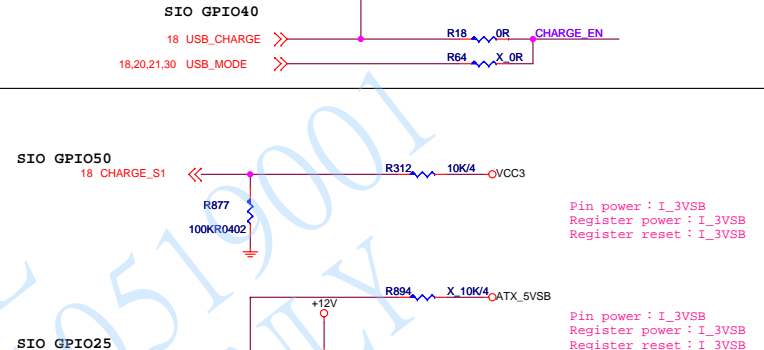 SIO GPIO40
18 USB_CHARGE R18 0R CHARGE_EN
18,20,21,30 USB_MODE R64 X_0R
SIO GPIO50
18 CHARGE_S1 R312 10K/4 VCC3
R877
100KR0402
Pin power：I_3VSB
Register power：I_3VSB
Register reset：I_3VSB
R894 X_10K/4 ATX_5VSB
+12V
SIO GPIO25
Pin power：I_3VSB
Register power：I_3VSB
Register reset：I_3VSB
0519001
ONLY